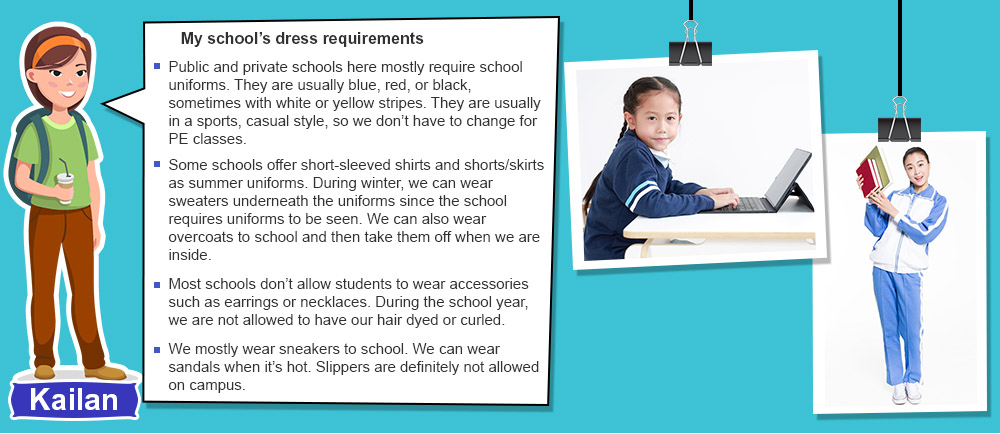 My school's dress requirements
Public and private schools here mostly require school
uniforms. They are usually blue, red, or black,
sometimes with white or yellow stripes. They are usually
in a sports, casual style, so we don't have to change for
PE classes.
Some schools offer short-sleeved shirts and shorts/skirts
as summer uniforms. During winter, we can wear
sweaters underneath the uniforms since the school
requires uniforms to be seen. We can also wear
overcoats to school and then take them off when we are
inside.
Most schools don't allow students to wear accessories
such as earrings or necklaces. During the school year,
we are not allowed to have our hair dyed or curled.
We mostly wear sneakers to school. We can wear
sandals when it's hot. Slippers are definitely not allowed
on campus.
Kailan